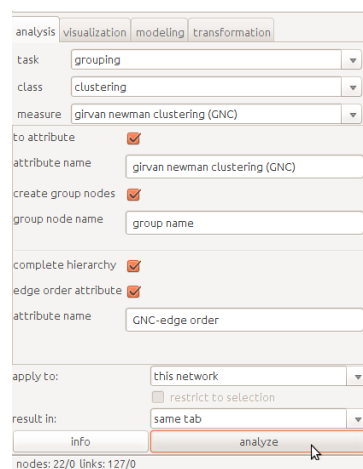 analysis visualization modeling transformation
task grouping
class clustering
measure girvan newman clustering (GNC)
to attribute
attribute name girvan newman clustering (GNC)
create group nodes
group node name group name
complete hierarchy
edge order attribute
attribute name GNC-edge order
apply to: this network
restrict to selection
result in: same tab
info analyze
nodes: 22/0 links: 127/0